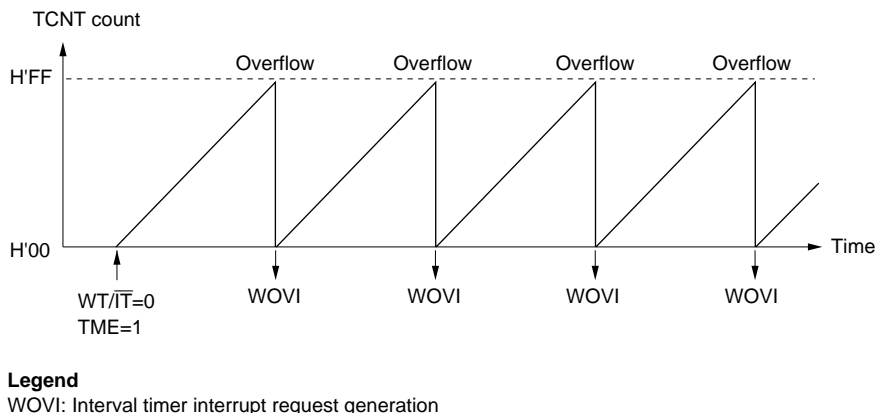 TCNT count
Overflow Overflow Overflow Overflow
H'FF
H'00
Time
WT/I̅T̅=0
TME=1
WOVI WOVI WOVI WOVI
Legend
WOVI: Interval timer interrupt request generation